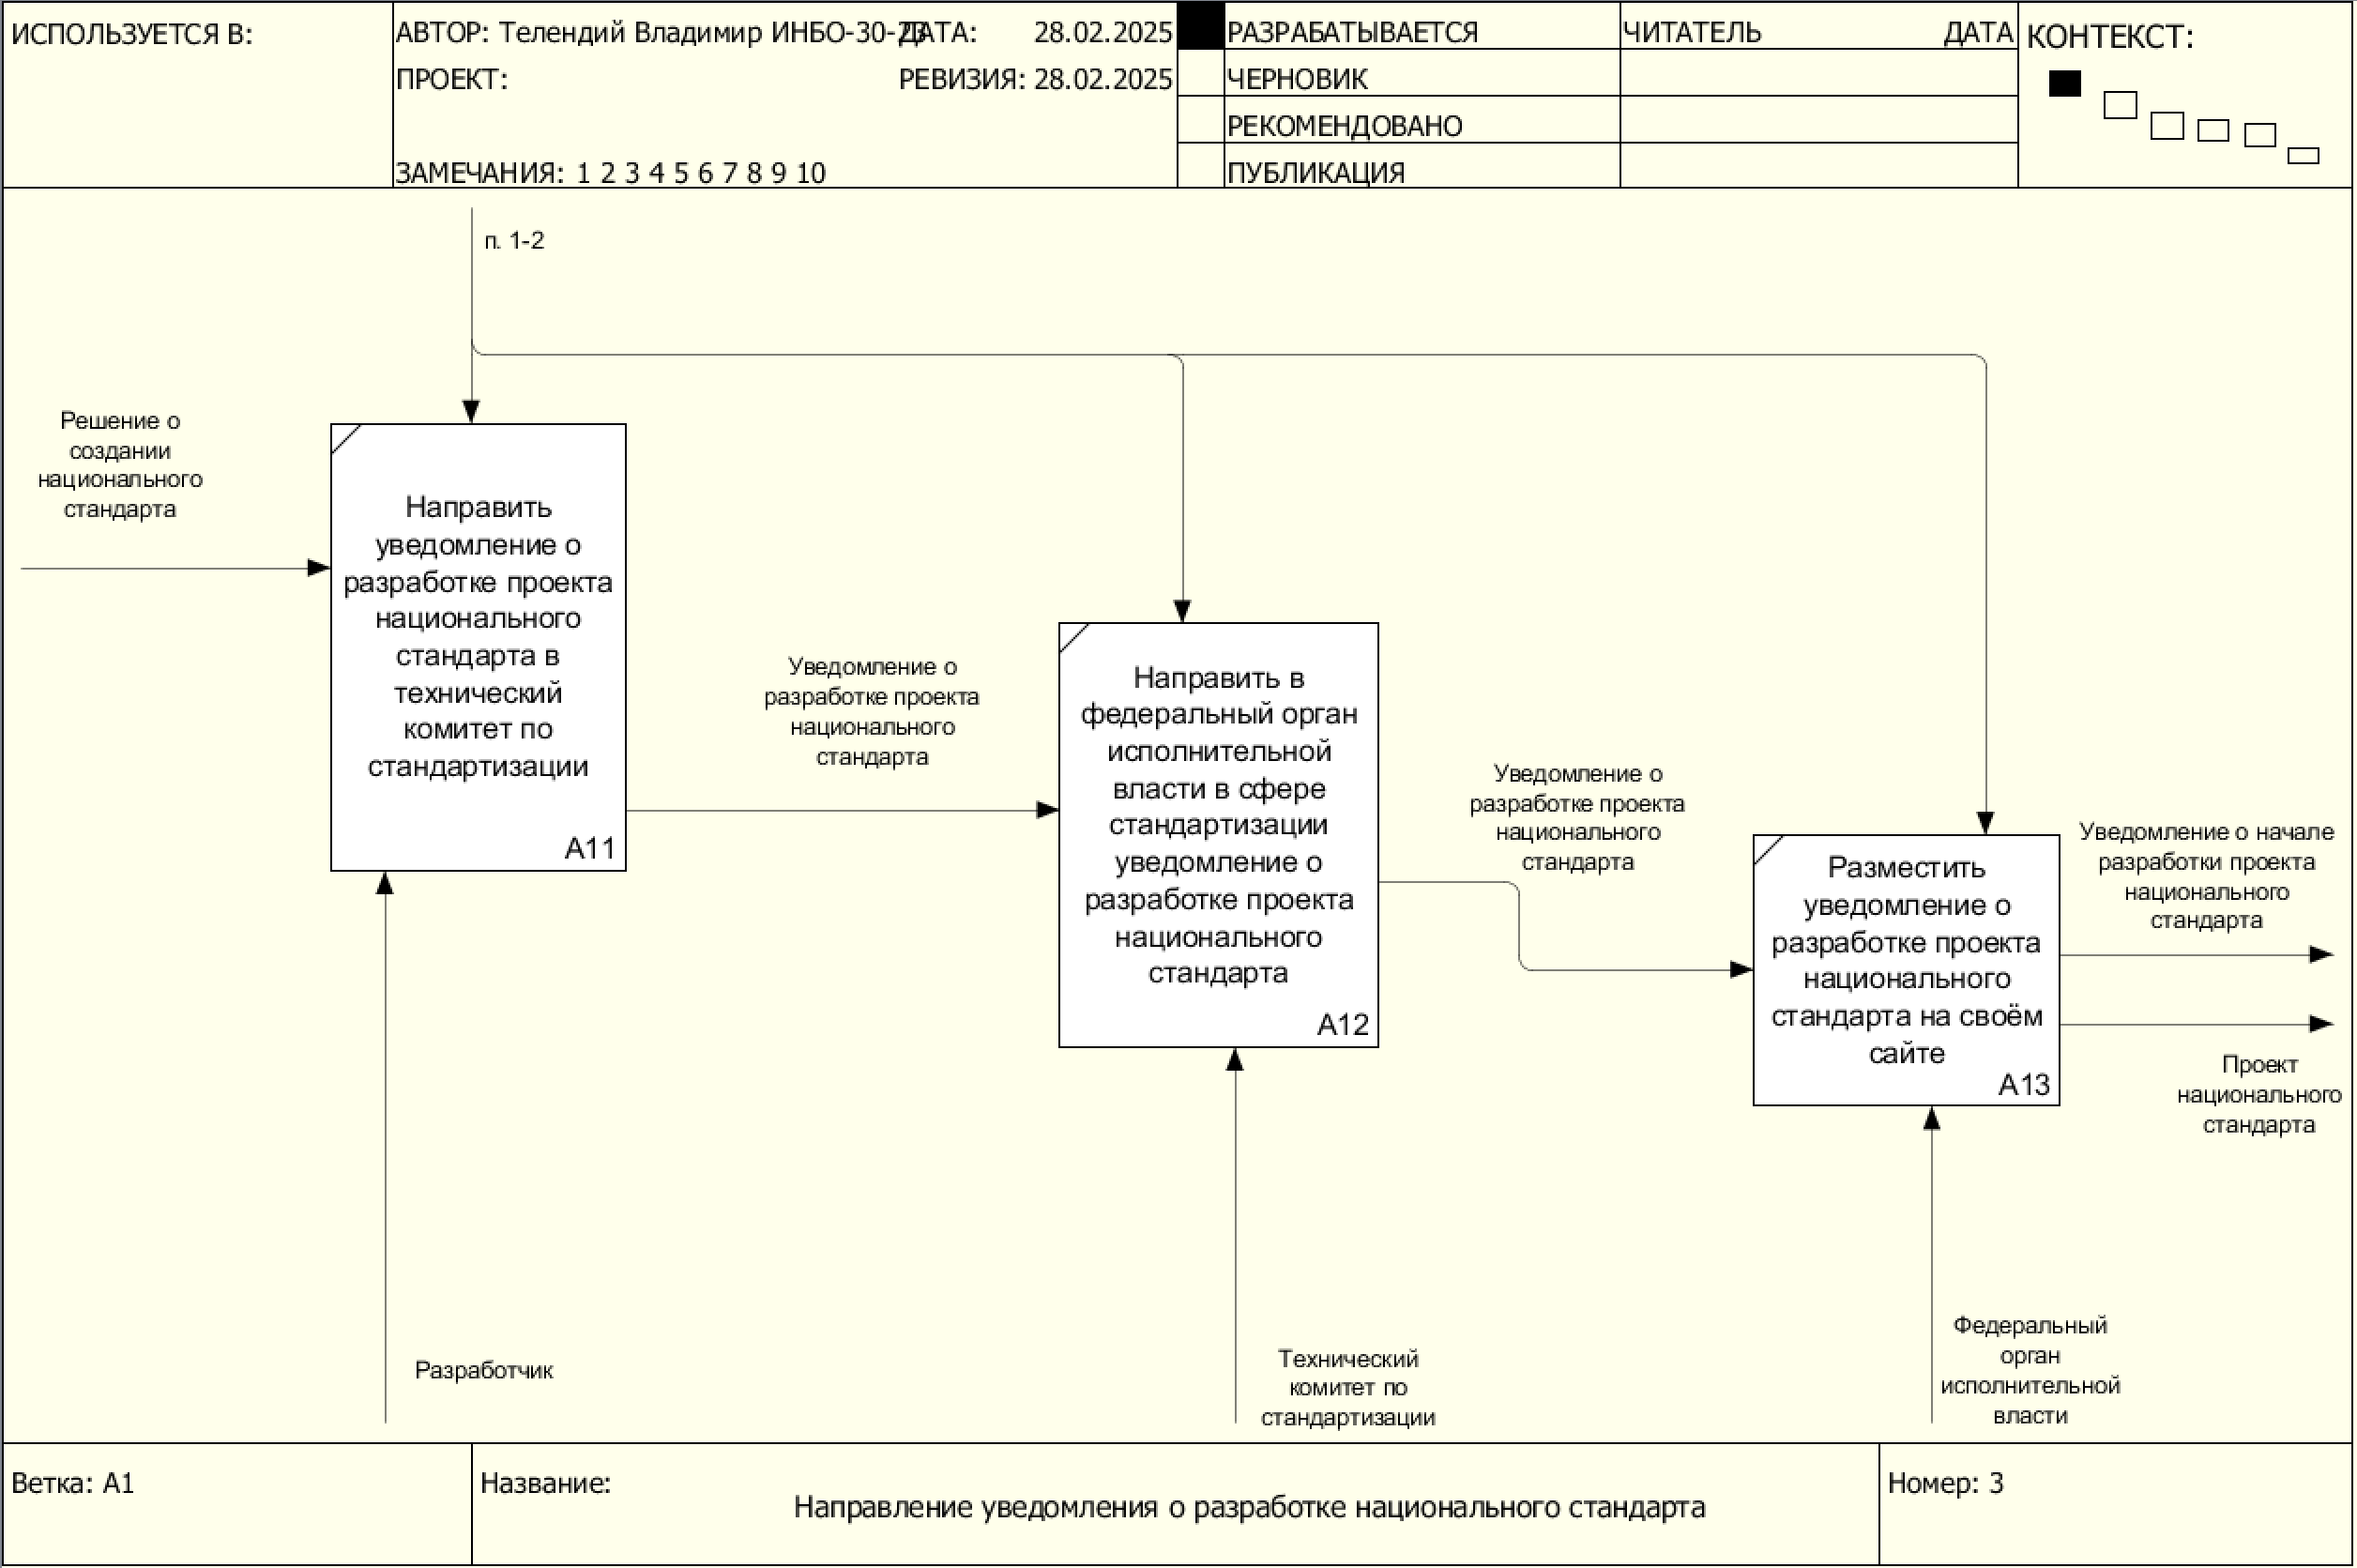 ИСПОЛЬЗУЕТСЯ В:
АВТОР: Телендий Владимир ИНБО-30-23
ДАТА: 28.02.2025
ПРОЕКТ:
РЕВИЗИЯ: 28.02.2025
ЗАМЕЧАНИЯ: 1 2 3 4 5 6 7 8 9 10
РАЗРАБАТЫВАЕТСЯ
ЧЕРНОВИК
РЕКОМЕНДОВАНО
ПУБЛИКАЦИЯ
ЧИТАТЕЛЬ ДАТА
КОНТЕКСТ:
п. 1-2
Решение о
создании
национального
стандарта
Направить
уведомление о
разработке проекта
национального
стандарта в
технический
комитет по
стандартизации
A11
Уведомление о
разработке проекта
национального
стандарта
Направить в
федеральный орган
исполнительной
власти в сфере
стандартизации
уведомление о
разработке проекта
национального
стандарта
A12
Уведомление о
разработке проекта
национального
стандарта
Разместить
уведомление о
разработке проекта
национального
стандарта на своём
сайте
A13
Уведомление о начале
разработки проекта
национального
стандарта
Проект
национального
стандарта
Разработчик
Технический
комитет по
стандартизации
Федеральный
орган
исполнительной
власти
Ветка: A1
Название:
Направление уведомления о разработке национального стандарта
Номер: 3